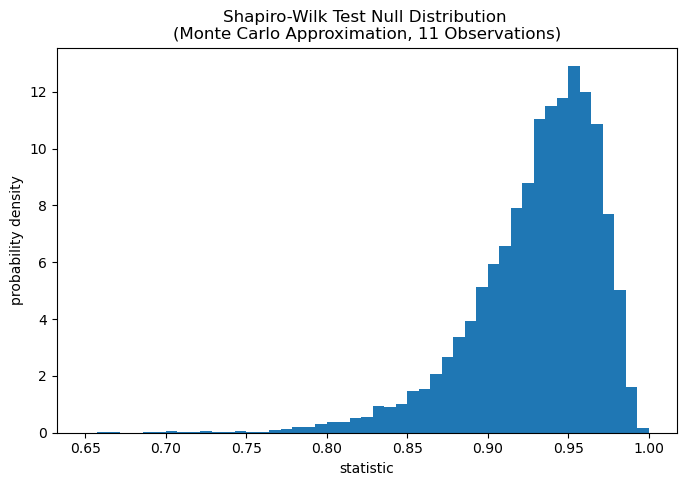 Shapiro-Wilk Test Null Distribution
(Monte Carlo Approximation, 11 Observations)
12
10
8
6
4
2
0
probability density
0.65 0.70 0.75 0.80 0.85 0.90 0.95 1.00
statistic